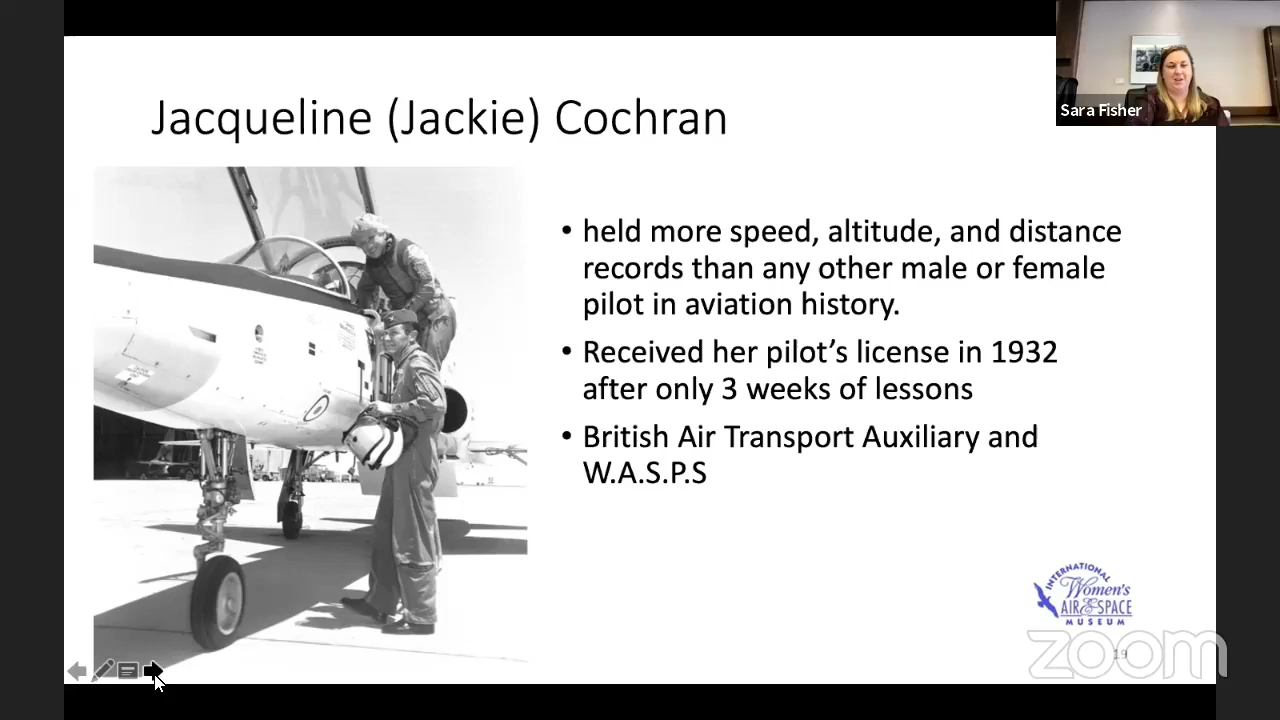 Jacqueline (Jackie) Cochran
Sara Fisher
• held more speed, altitude, and distance
records than any other male or female
pilot in aviation history.
• Received her pilot’s license in 1932
after only 3 weeks of lessons
• British Air Transport Auxiliary and
W.A.S.P.S
INTERNATIONAL
Women's
AIR & SPACE
MUSEUM
19
zoom